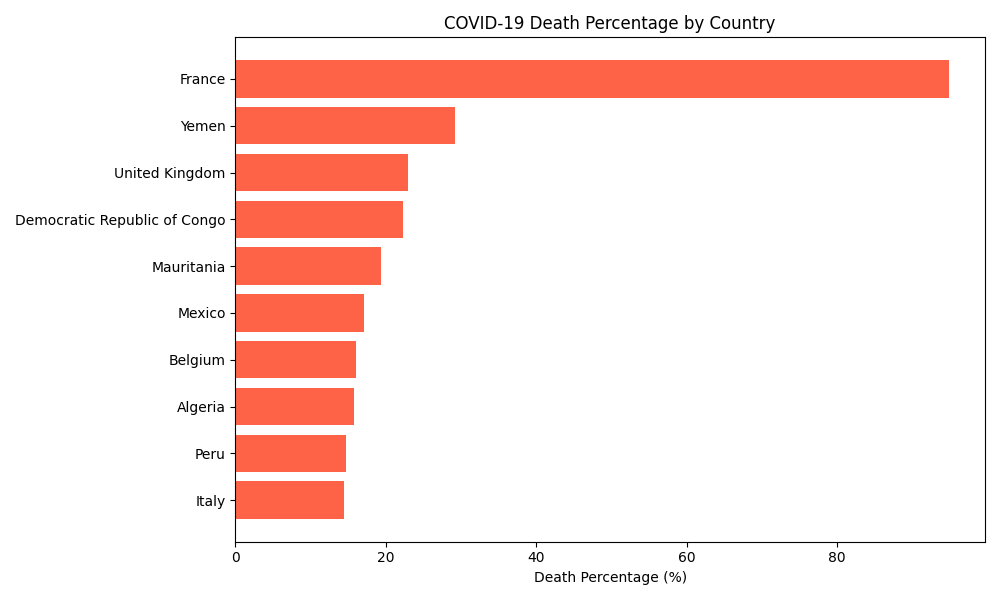 COVID-19 Death Percentage by Country
France
Yemen
United Kingdom
Democratic Republic of Congo
Mauritania
Mexico
Belgium
Algeria
Peru
Italy
0 20 40 60 80
Death Percentage (%)